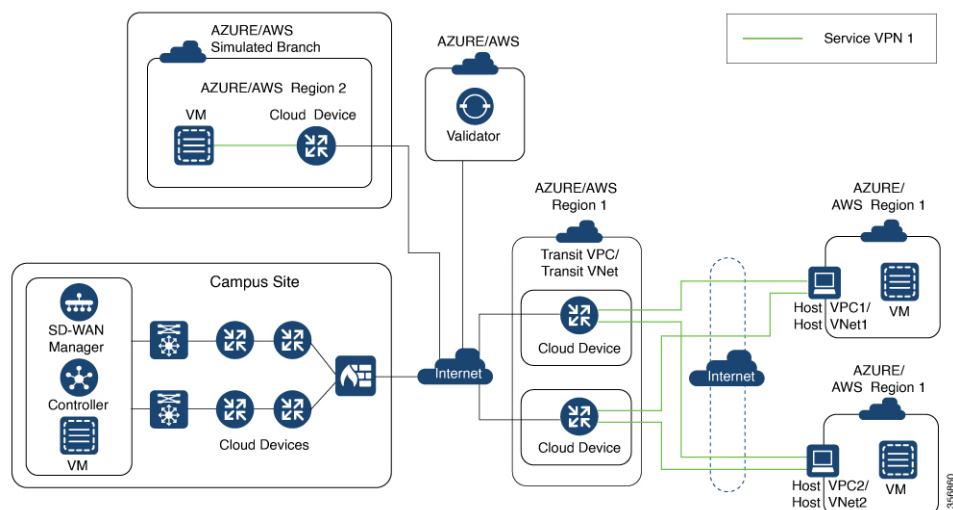 AZURE/AWS
Simulated Branch
AZURE/AWS Region 2
VM
Cloud Device
AZURE/AWS
Validator
Service VPN 1
Campus Site
SD-WAN
Manager
Controller
VM
Cloud Devices
Internet
AZURE/AWS
Region 1
Transit VPC/
Transit VNet
Cloud Device
Cloud Device
Internet
AZURE/
AWS Region 1
Host VPC1/
Host VNet1
VM
AZURE/
AWS Region 1
Host VPC2/
Host VNet2
VM
356860